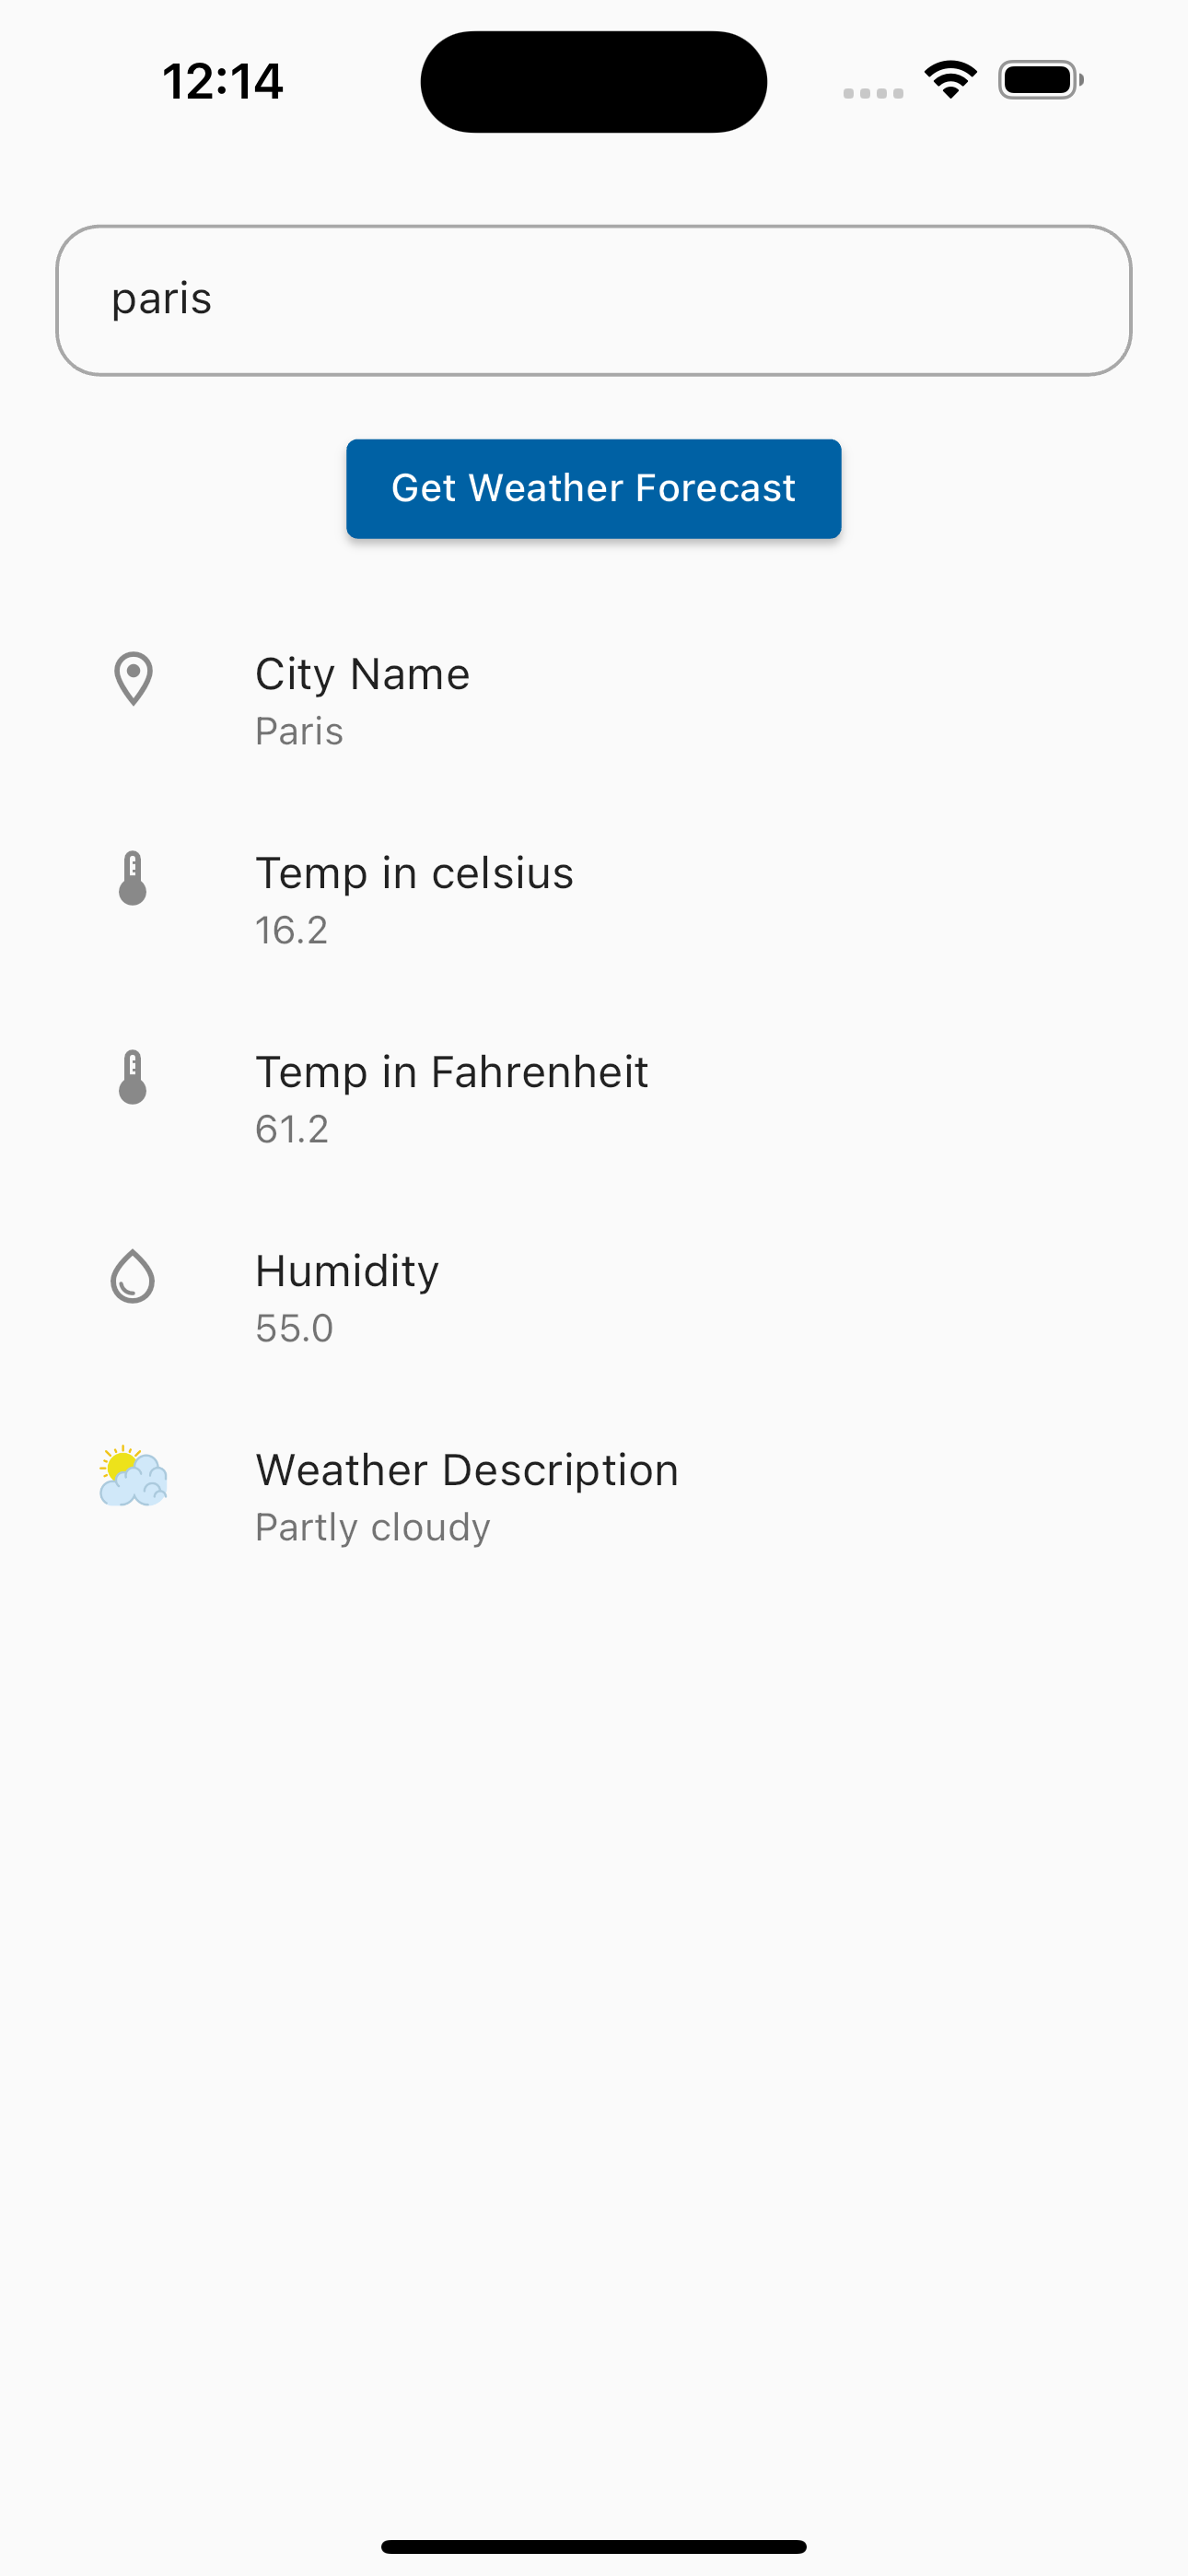 12:14
paris
Get Weather Forecast
City Name
Paris
Temp in celsius
16.2
Temp in Fahrenheit
61.2
Humidity
55.0
Weather Description
Partly cloudy